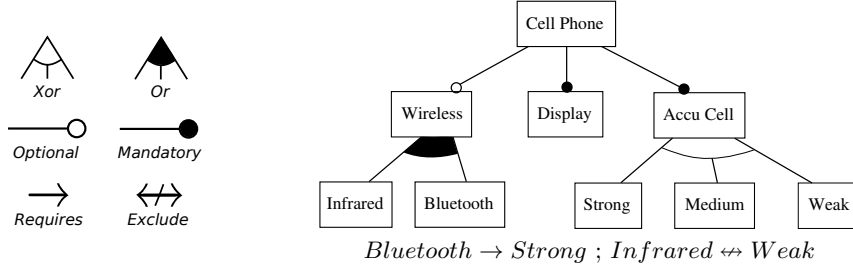 Cell Phone
Xor Or
Wireless Display Accu Cell
Optional Mandatory
Infrared Bluetooth Strong Medium Weak
Requires Exclude
Bluetooth → Strong ; Infrared ↮ Weak